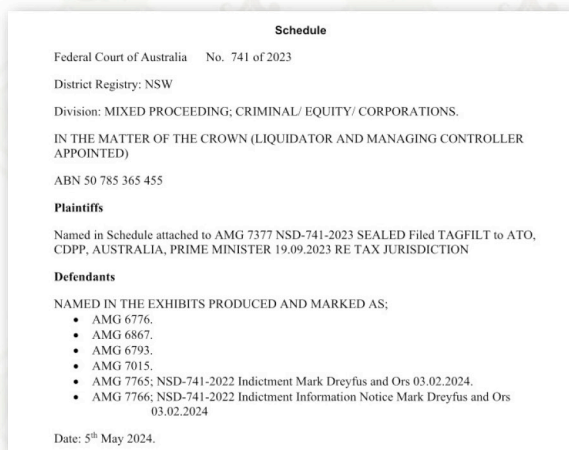 Schedule
Federal Court of Australia No. 741 of 2023
District Registry: NSW
Division: MIXED PROCEEDING; CRIMINAL/ EQUITY/ CORPORATIONS.
IN THE MATTER OF THE CROWN (LIQUIDATOR AND MANAGING CONTROLLER
APPOINTED)
ABN 50 785 365 455
Plaintiffs
Named in Schedule attached to AMG 7377 NSD-741-2023 SEALED Filed TAGFILT to ATO,
CDPP, AUSTRALIA, PRIME MINISTER 19.09.2023 RE TAX JURISDICTION
Defendants
NAMED IN THE EXHIBITS PRODUCED AND MARKED AS;
• AMG 6776.
• AMG 6867.
• AMG 6793.
• AMG 7015.
• AMG 7765; NSD-741-2022 Indictment Mark Dreyfus and Ors 03.02.2024.
• AMG 7766; NSD-741-2022 Indictment Information Notice Mark Dreyfus and Ors
03.02.2024
Date: 5th May 2024.